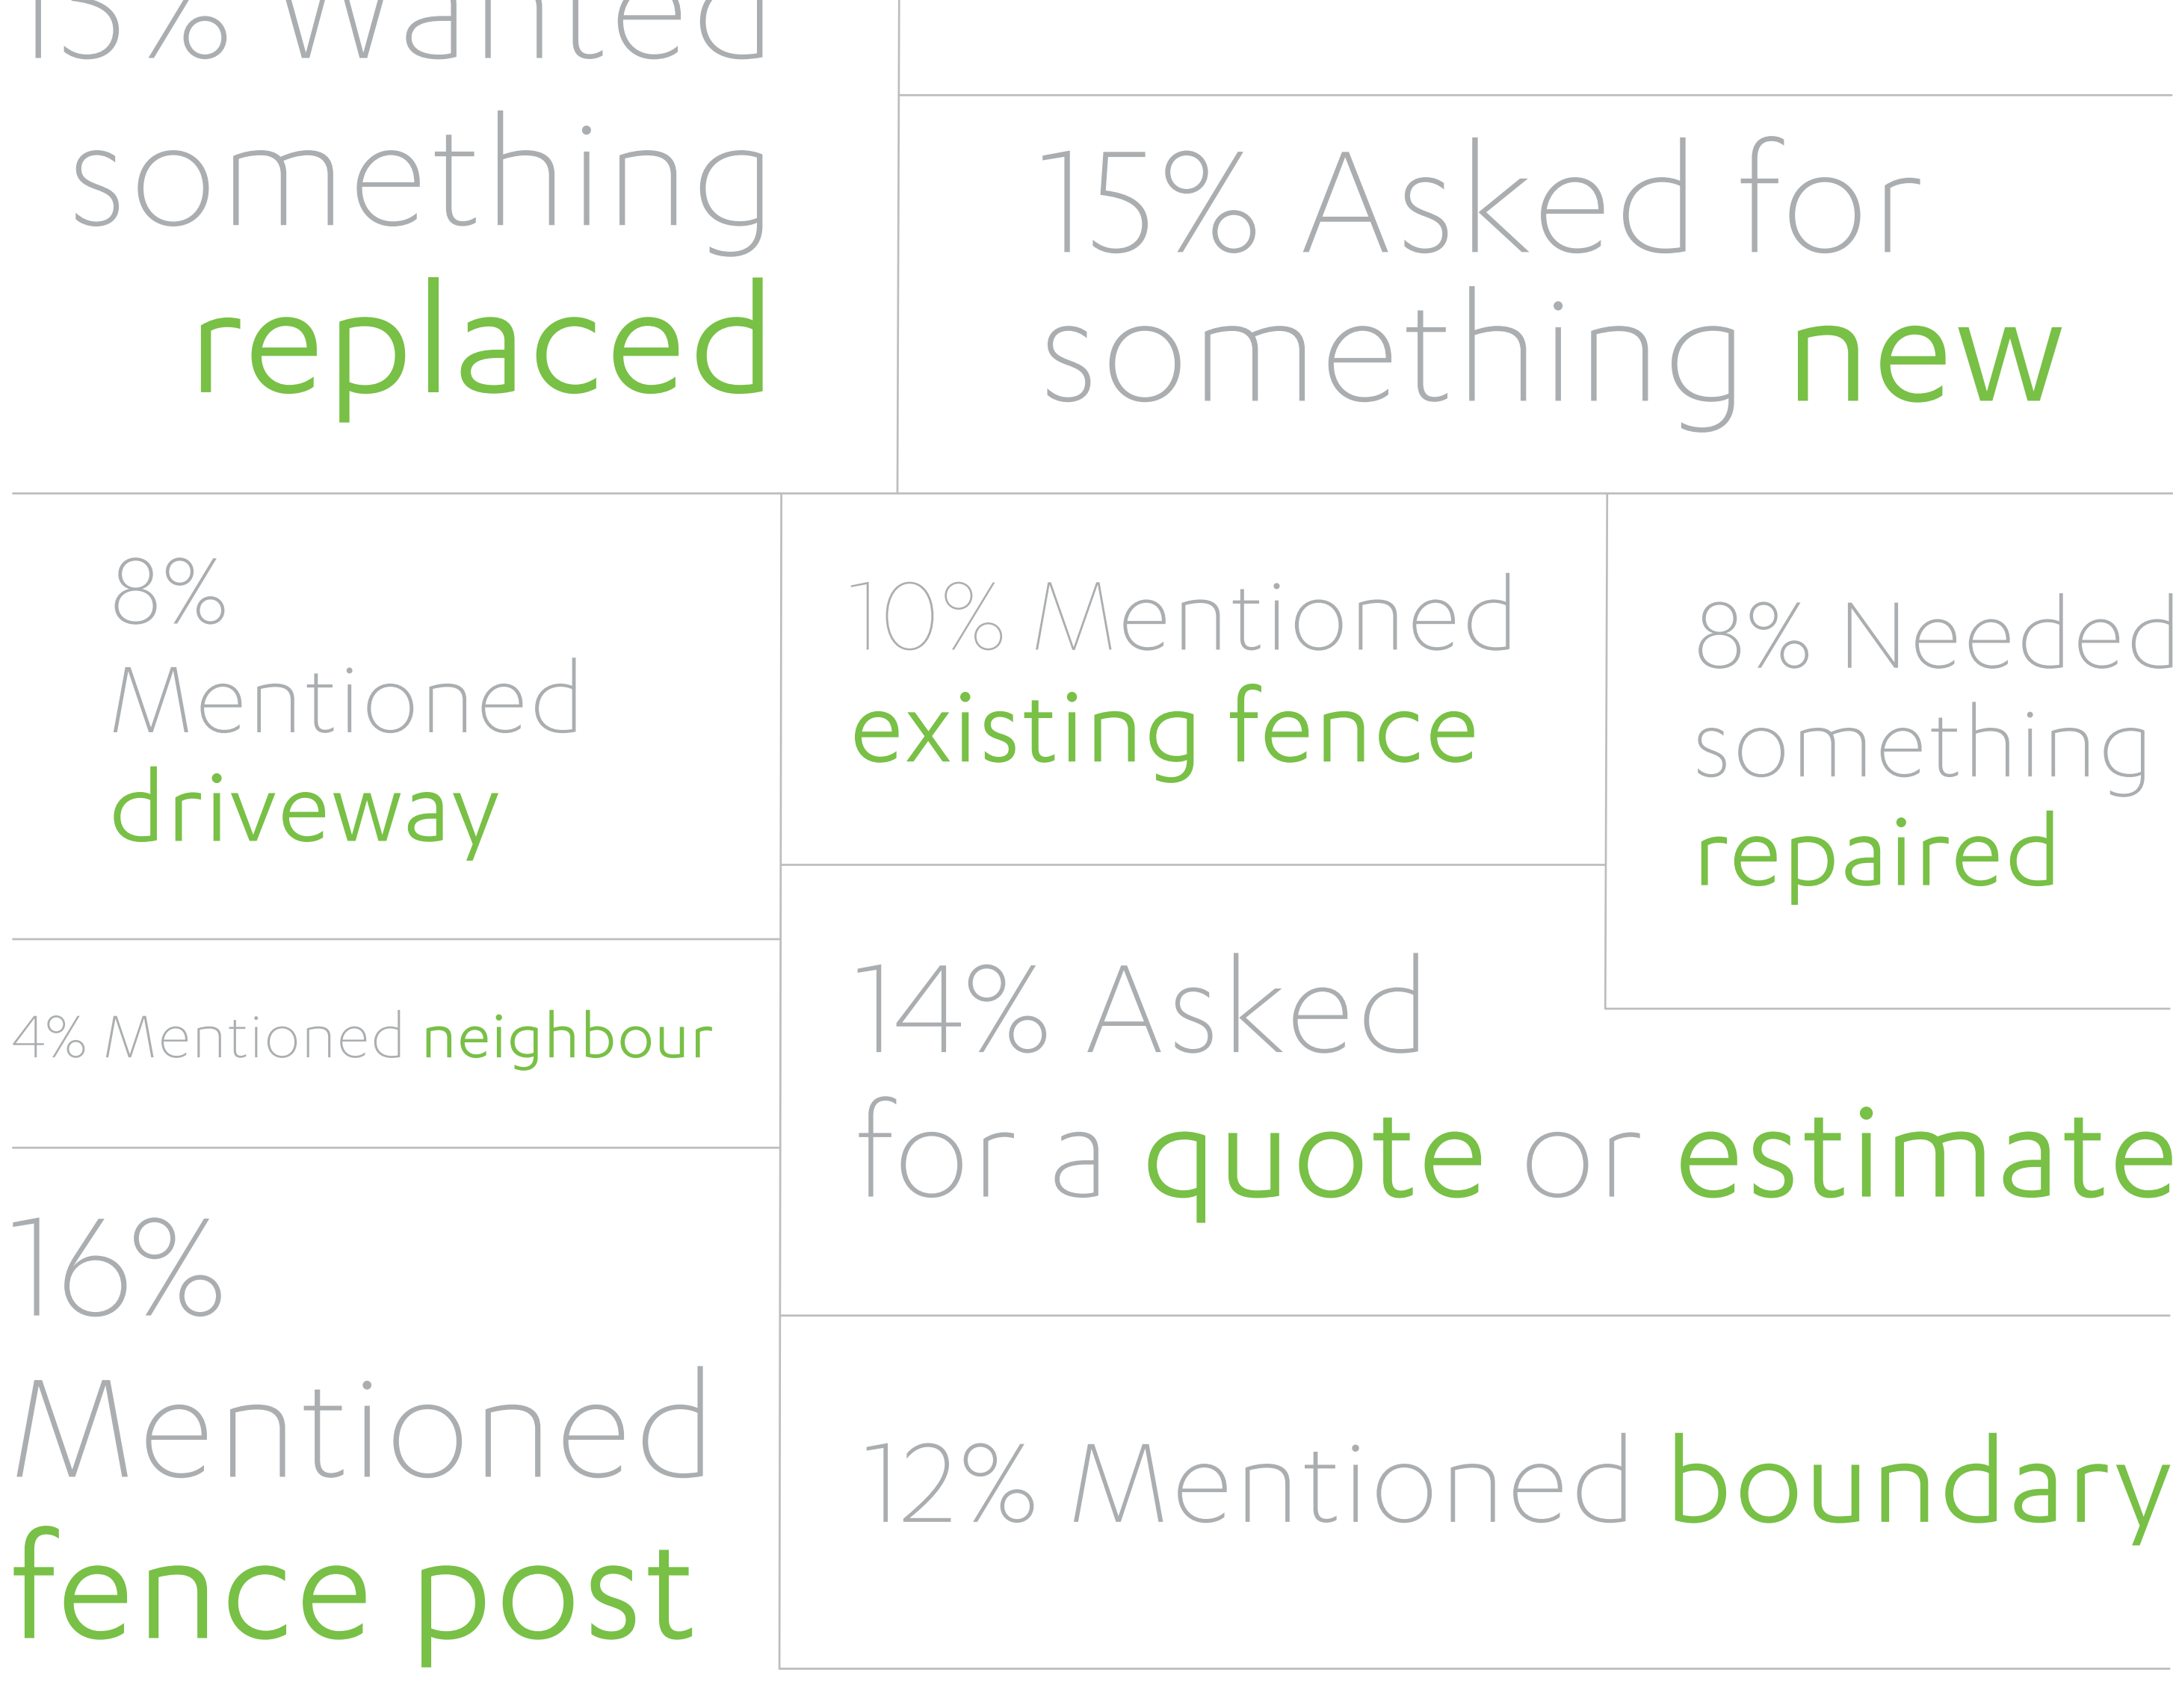 Wanted
something
replaced
15% Asked for
something new
8%
Mentioned
driveway
10% Mentioned
existing fence
8% Needed
something
repaired
4% Mentioned neighbour
14% Asked
for a quote or estimate
16%
Mentioned
fence post
12% Mentioned boundary